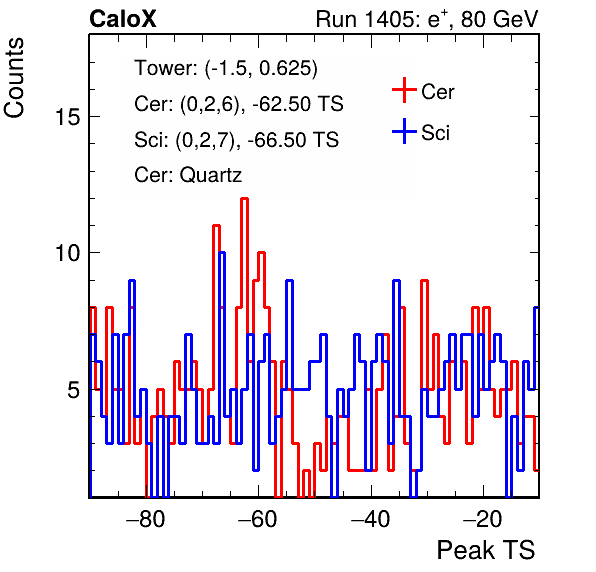 CaloX Run 1405: e⁺, 80 GeV
Counts
Tower: (-1.5, 0.625)
Cer: (0,2,6), -62.50 TS
Sci: (0,2,7), -66.50 TS
Cer: Quartz
Cer
Sci
15
10
5
−80 −60 −40 −20
Peak TS